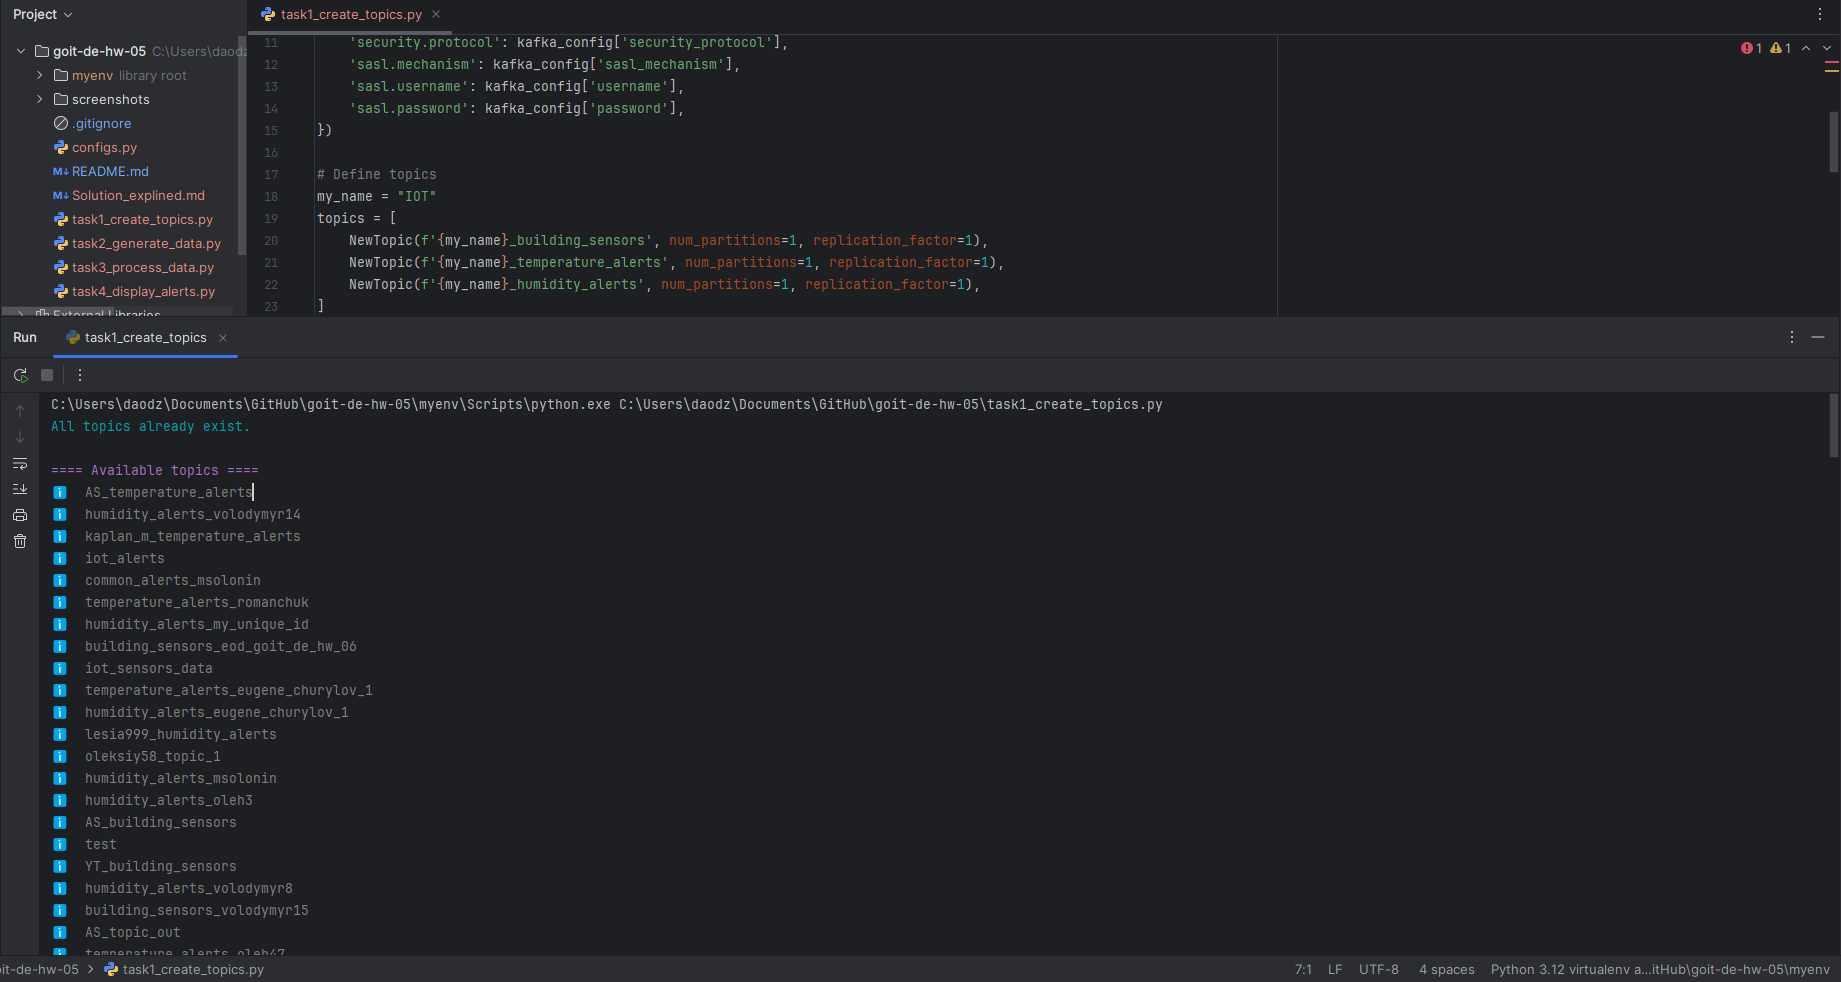 Project
task1_create_topics.py
goit-de-hw-05 C:\Users\daodz
myenv library root
screenshots
.gitignore
configs.py
README.md
Solution_explined.md
task1_create_topics.py
task2_generate_data.py
task3_process_data.py
task4_display_alerts.py
External Libraries
11 'security.protocol': kafka_config['security_protocol'],
12 'sasl.mechanism': kafka_config['sasl_mechanism'],
13 'sasl.username': kafka_config['username'],
14 'sasl.password': kafka_config['password'],
15 })
16
17 # Define topics
18 my_name = "IOT"
19 topics = [
20 NewTopic(f'{my_name}_building_sensors', num_partitions=1, replication_factor=1),
21 NewTopic(f'{my_name}_temperature_alerts', num_partitions=1, replication_factor=1),
22 NewTopic(f'{my_name}_humidity_alerts', num_partitions=1, replication_factor=1),
23 ]
1 1
Run task1_create_topics
C:\Users\daodz\Documents\GitHub\goit-de-hw-05\myenv\Scripts\python.exe C:\Users\daodz\Documents\GitHub\goit-de-hw-05\task1_create_topics.py
All topics already exist.
==== Available topics ====
AS_temperature_alerts
humidity_alerts_volodymyr14
kaplan_m_temperature_alerts
iot_alerts
common_alerts_msolonin
temperature_alerts_romanchuk
humidity_alerts_my_unique_id
building_sensors_eod_goit_de_hw_06
iot_sensors_data
temperature_alerts_eugene_churylov_1
humidity_alerts_eugene_churylov_1
lesia999_humidity_alerts
oleksiy58_topic_1
humidity_alerts_msolonin
humidity_alerts_oleh3
AS_building_sensors
test
YT_building_sensors
humidity_alerts_volodymyr8
building_sensors_volodymyr15
AS_topic_out
temperature_alerts_oleh47
oit-de-hw-05 > task1_create_topics.py
7:1 LF UTF-8 4 spaces Python 3.12 virtualenv a...itHub\goit-de-hw-05\myenv